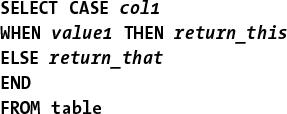 SELECT CASE col1
WHEN value1 THEN return_this
ELSE return_that
END
FROM table